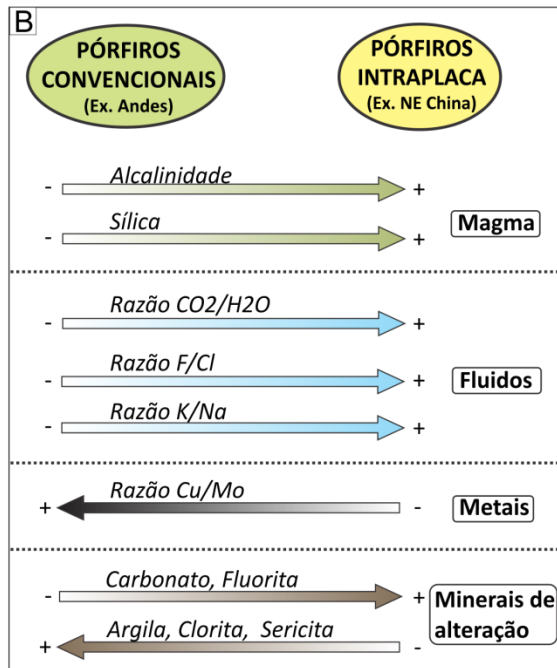 B
PÓRFIROS
CONVENCIONAIS
(Ex. Andes)
PÓRFIROS
INTRAPLACA
(Ex. NE China)
Alcalinidade
- +
Sílica
- +
Magma
Razão CO2/H2O
- +
Razão F/Cl
- +
Razão K/Na
- +
Fluidos
Razão Cu/Mo
+ -
Metais
Carbonato, Fluorita
- +
Argila, Clorita, Sericita
+ -
Minerais de
alteração